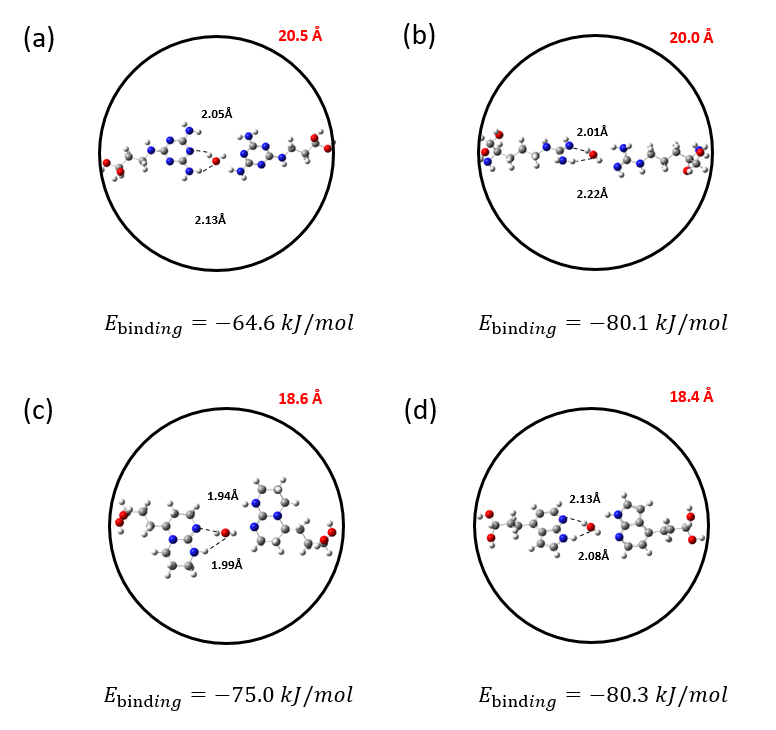 (a)
20.5 Å
2.05Å
2.13Å
E_binding = −64.6 kJ/mol
(b)
20.0 Å
2.01Å
2.22Å
E_binding = −80.1 kJ/mol
(c)
18.6 Å
1.94Å
1.99Å
E_binding = −75.0 kJ/mol
(d)
18.4 Å
2.13Å
2.08Å
E_binding = −80.3 kJ/mol